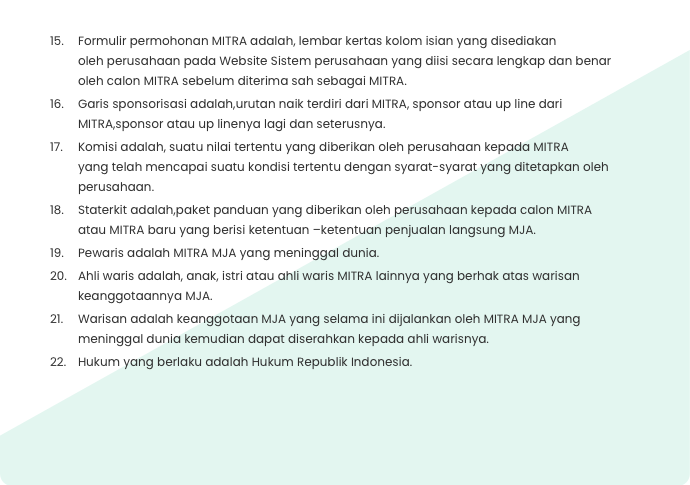 15. Formulir permohonan MITRA adalah, lembar kertas kolom isian yang disediakan
oleh perusahaan pada Website Sistem perusahaan yang diisi secara lengkap dan benar
oleh calon MITRA sebelum diterima sah sebagai MITRA.
16. Garis sponsorisasi adalah,urutan naik terdiri dari MITRA, sponsor atau up line dari
MITRA,sponsor atau up linenya lagi dan seterusnya.
17. Komisi adalah, suatu nilai tertentu yang diberikan oleh perusahaan kepada MITRA
yang telah mencapai suatu kondisi tertentu dengan syarat-syarat yang ditetapkan oleh
perusahaan.
18. Staterkit adalah,paket panduan yang diberikan oleh perusahaan kepada calon MITRA
atau MITRA baru yang berisi ketentuan –ketentuan penjualan langsung MJA.
19. Pewaris adalah MITRA MJA yang meninggal dunia.
20. Ahli waris adalah, anak, istri atau ahli waris MITRA lainnya yang berhak atas warisan
keanggotaannya MJA.
21. Warisan adalah keanggotaan MJA yang selama ini dijalankan oleh MITRA MJA yang
meninggal dunia kemudian dapat diserahkan kepada ahli warisnya.
22. Hukum yang berlaku adalah Hukum Republik Indonesia.